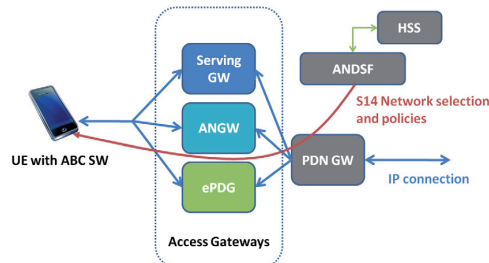 HSS
Serving
GW
ANDSF
S14 Network selection
and policies
ANGW
UE with ABC SW
ePDG
PDN GW
IP connection
Access Gateways